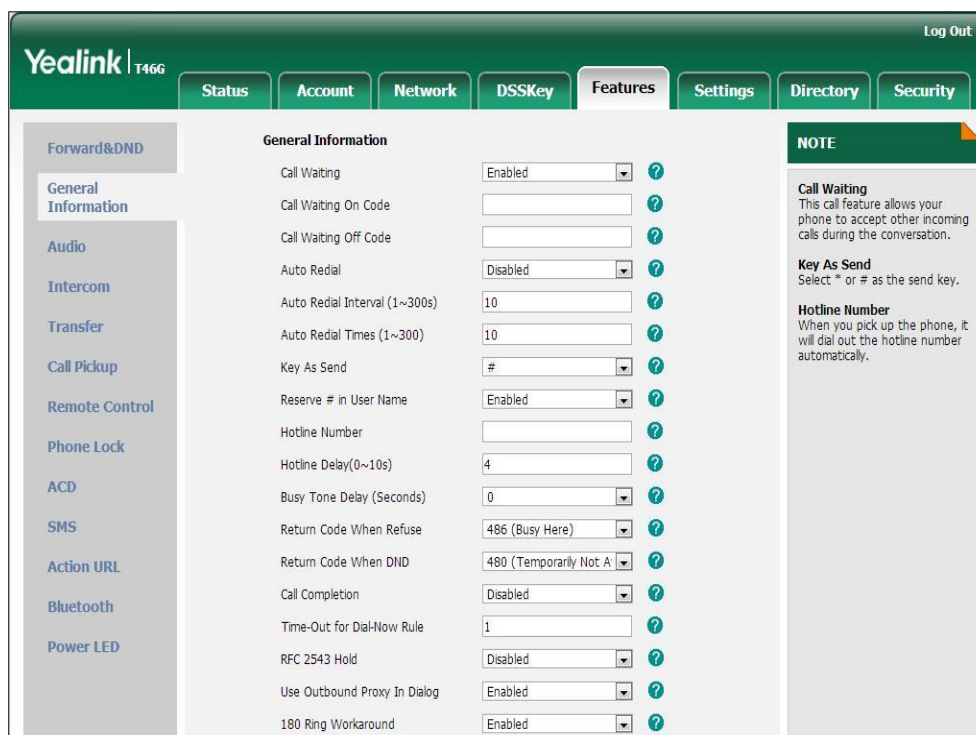 Log Out
Yealink T46G
Status Account Network DSSKey Features Settings Directory Security
Forward&DND
General
Information
Audio
Intercom
Transfer
Call Pickup
Remote Control
Phone Lock
ACD
SMS
Action URL
Bluetooth
Power LED
General Information
Call Waiting Enabled ?
Call Waiting On Code ?
Call Waiting Off Code ?
Auto Redial Disabled ?
Auto Redial Interval (1~300s) 10 ?
Auto Redial Times (1~300) 10 ?
Key As Send # ?
Reserve # in User Name Enabled ?
Hotline Number ?
Hotline Delay(0~10s) 4 ?
Busy Tone Delay (Seconds) 0 ?
Return Code When Refuse 486 (Busy Here) ?
Return Code When DND 480 (Temporarily Not A ?
Call Completion Disabled ?
Time-Out for Dial-Now Rule 1 ?
RFC 2543 Hold Disabled ?
Use Outbound Proxy In Dialog Enabled ?
180 Ring Workaround Enabled ?
NOTE
Call Waiting
This call feature allows your
phone to accept other incoming
calls during the conversation.
Key As Send
Select * or # as the send key.
Hotline Number
When you pick up the phone, it
will dial out the hotline number
automatically.